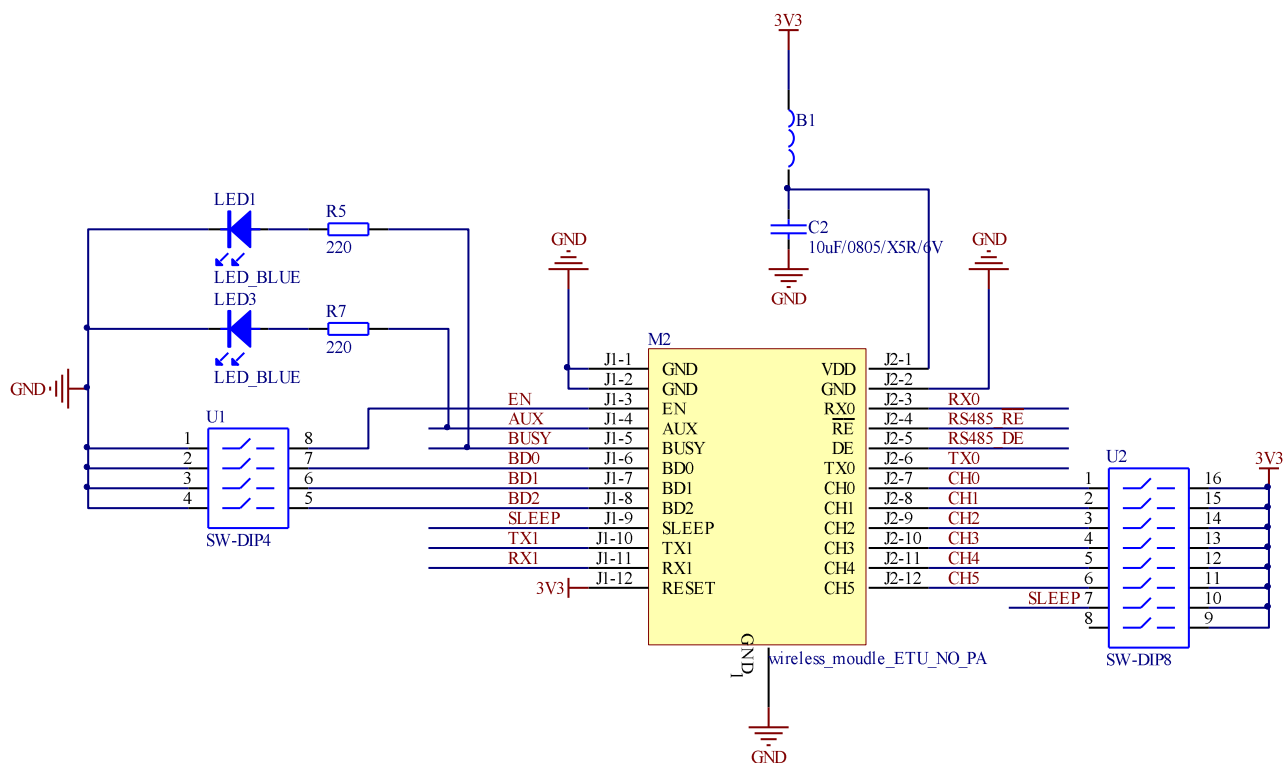 3V3
B1
C2
10uF/0805/X5R/6V
GND
LED1
LED_BLUE
R5
220
LED3
LED_BLUE
R7
220
GND
GND
GND
U1
1 8
2 7
3 6
4 5
SW-DIP4
EN
AUX
BUSY
BD0
BD1
BD2
SLEEP
TX1
RX1
3V3
M2
J1-1 GND
J1-2 GND
J1-3 EN
J1-4 AUX
J1-5 BUSY
J1-6 BD0
J1-7 BD1
J1-8 BD2
J1-9 SLEEP
J1-10 TX1
J1-11 RX1
J1-12 RESET
VDD J2-1
GND J2-2
RX0 J2-3
RE J2-4
DE J2-5
TX0 J2-6
CH0 J2-7
CH1 J2-8
CH2 J2-9
CH3 J2-10
CH4 J2-11
CH5 J2-12
GND 1
wireless_moudle_ETU_NO_PA
GND
RX0
RS485_RE
RS485_DE
TX0
CH0
CH1
CH2
CH3
CH4
CH5
SLEEP
U2
1 16
2 15
3 14
4 13
5 12
6 11
7 10
8 9
SW-DIP8
3V3